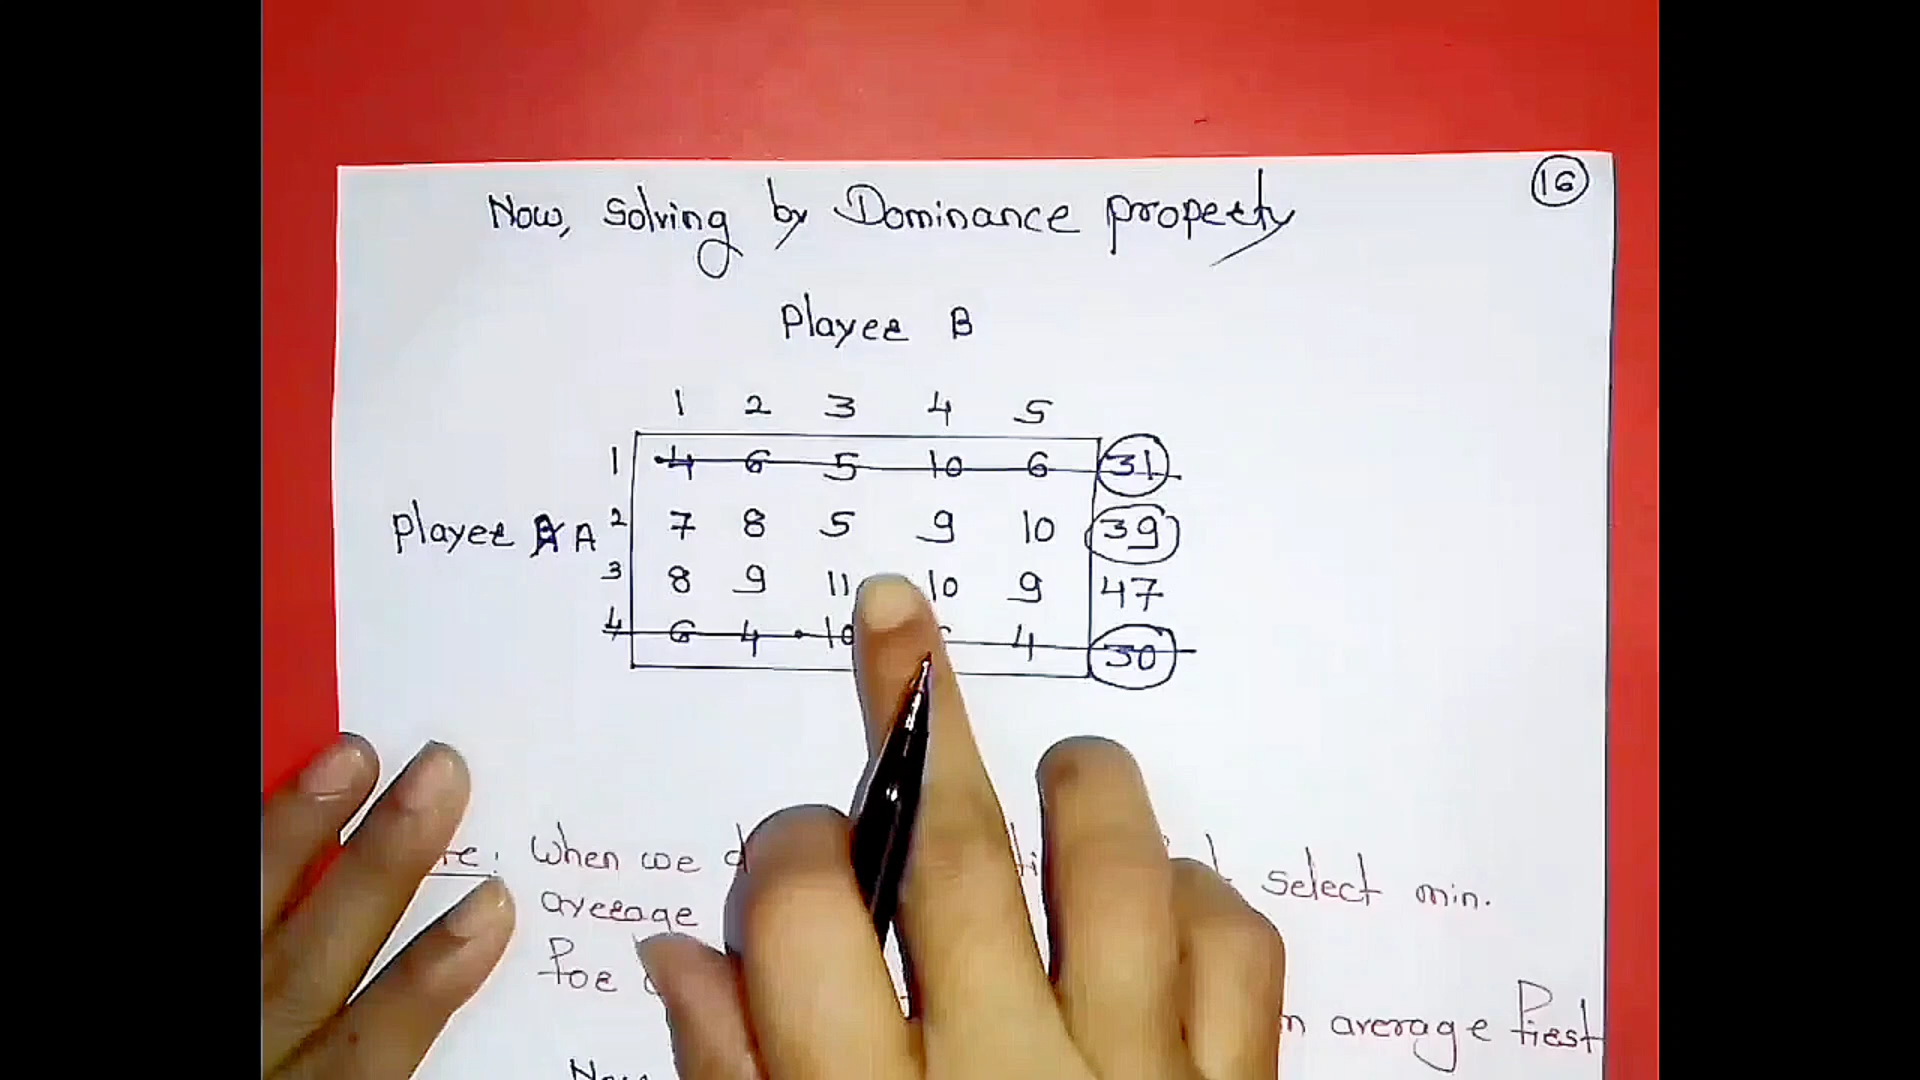 16
Now, Solving by Dominance property
Player B
1 2 3 4 5
1 4 6 5 10 6 31
Player A 2 7 8 5 9 10 39
3 8 9 11 10 9 47
4 6 4 10 4 30
When we select min.
average
For
average first